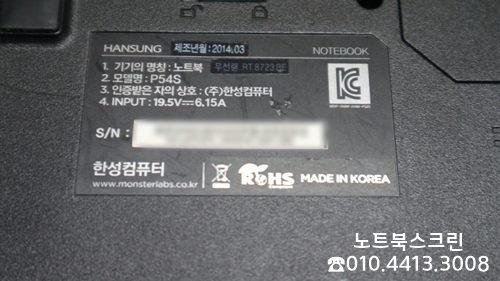 HANSUNG 제조년월 : 2014.03 NOTEBOOK
1. 기기의 명칭 : 노트북 무선랜 RT 8723 BE
2. 모델명 : P54S
3. 인증받은 자의 상호 : (주)한성컴퓨터
4. INPUT : 19.5V 6.15A
S/N :
한성컴퓨터
www.monsterlabs.co.kr
RoHS
MADE IN KOREA
노트북스크린
☎010.4413.3008